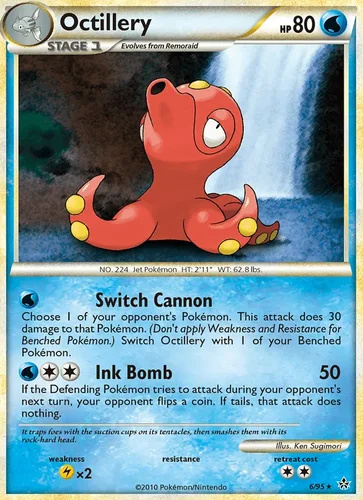 Octillery
HP 80
STAGE 1
Evolves from Remoraid
NO. 224 Jet Pokémon HT: 2'11" WT: 62.8 lbs.
Switch Cannon
Choose 1 of your opponent's Pokémon. This attack does 30
damage to that Pokémon. (Don't apply Weakness and Resistance for
Benched Pokémon.) Switch Octillery with 1 of your Benched
Pokémon.
Ink Bomb 50
If the Defending Pokémon tries to attack during your opponent's
next turn, your opponent flips a coin. If tails, that attack does
nothing.
It traps foes with the suction cups on its tentacles, then smashes them with its
rock-hard head.
Illus. Ken Sugimori
weakness resistance retreat cost
×2
6/95 ★
©2010 Pokémon/Nintendo